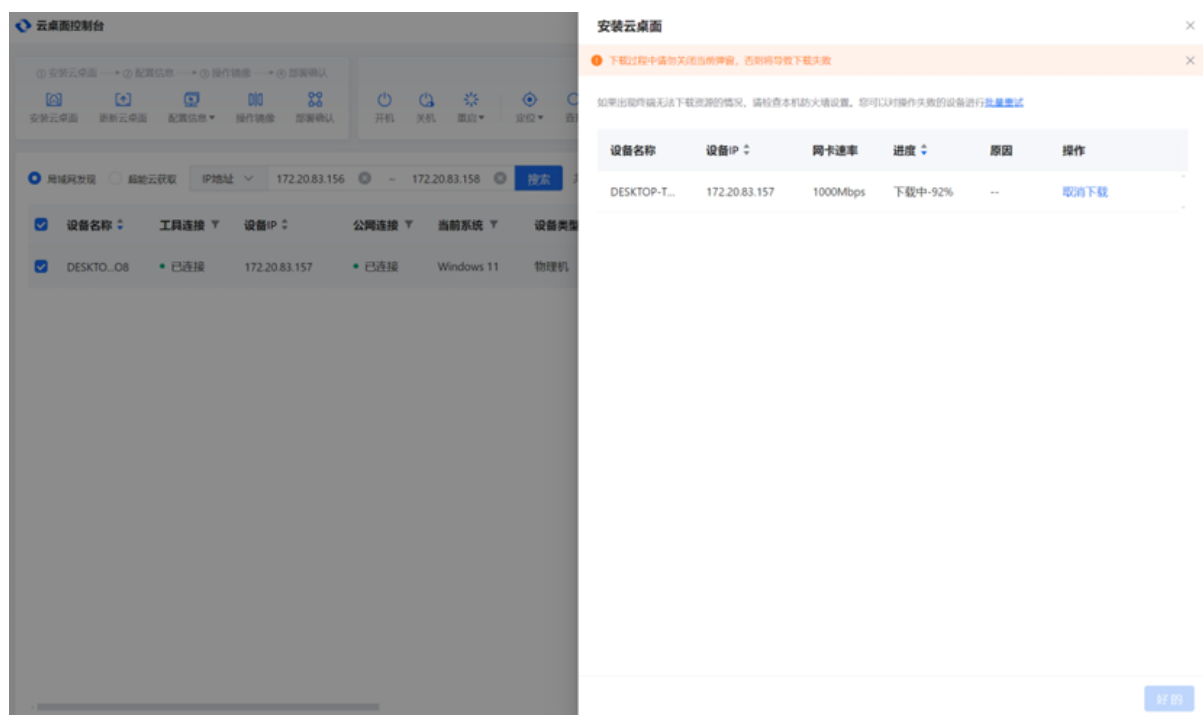 云桌面控制台
①安装云桌面 ②配置信息 ③操作镜像 ④部署确认
安装云桌面 更新云桌面 配置信息 操作镜像 部署确认 开机 关机 重启 定位
局域网发现 超能云获取 IP地址 172.20.83.156 ~ 172.20.83.158 搜索
设备名称 工具连接 设备IP 公网连接 当前系统 设备类型
DESKTO...O8 已连接 172.20.83.157 已连接 Windows 11 物理机
安装云桌面
下载过程中请勿关闭当前弹窗，否则将导致下载失败
如果出现终端无法下载资源的情况，请检查本机防火墙设置。您可以对操作失败的设备进行批量重试
设备名称 设备IP 网卡速率 进度 原因 操作
DESKTOP-T... 172.20.83.157 1000Mbps 下载中-92% -- 取消下载
好的